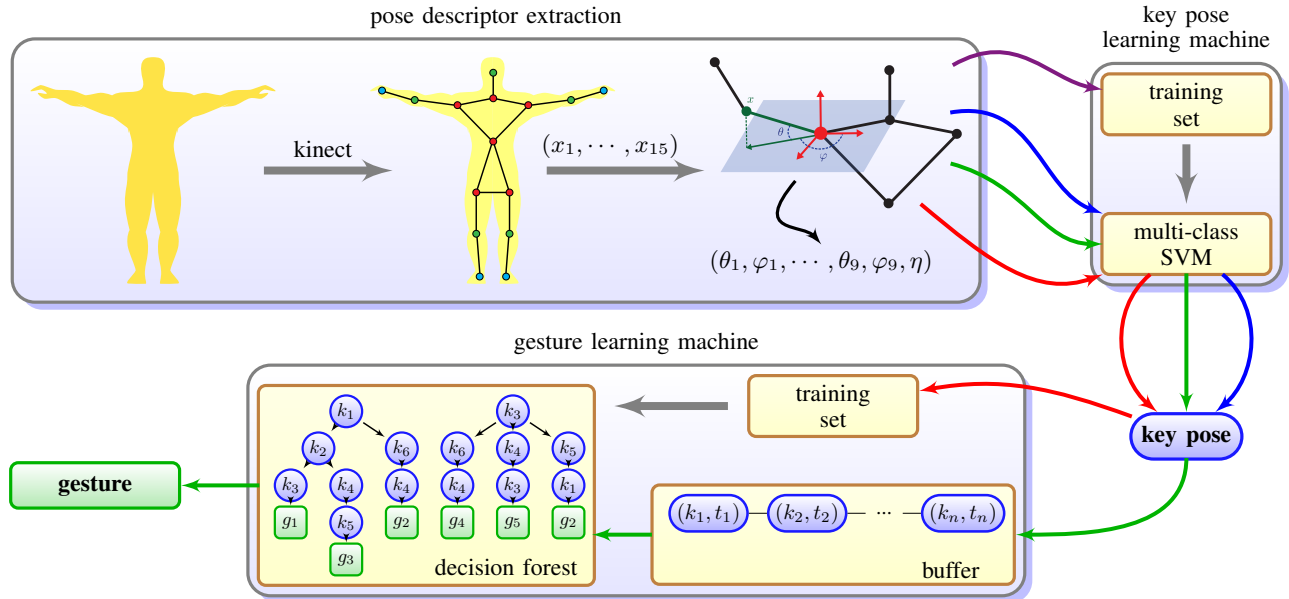 pose descriptor extraction
key pose
learning machine
kinect
(x₁, ⋯ , x₁₅)
x
θ
φ
(θ₁, φ₁, ⋯ , θ₉, φ₉, η)
training
set
multi-class
SVM
gesture learning machine
training
set
key pose
gesture
k₁
k₃
k₂
k₆
k₆
k₄
k₅
k₃
k₄
k₄
k₄
k₃
k₁
g₁
k₅
g₂
g₄
g₅
g₂
g₃
decision forest
(k₁, t₁)
(k₂, t₂)
...
(kₙ, tₙ)
buffer